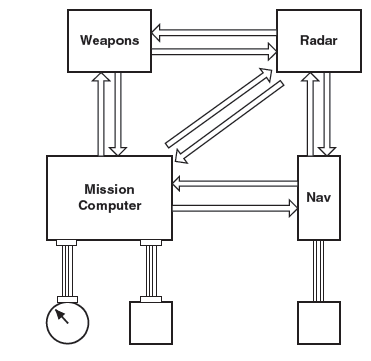 Weapons
Radar
Mission
Computer
Nav